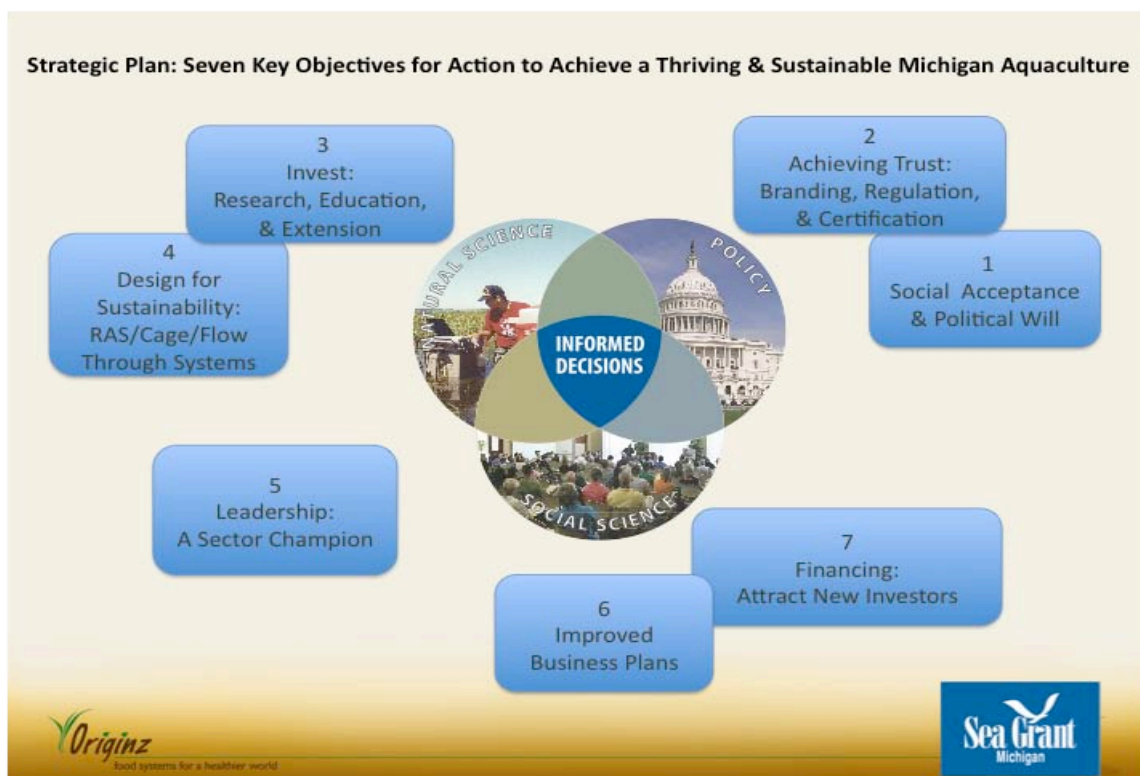 Strategic Plan: Seven Key Objectives for Action to Achieve a Thriving & Sustainable Michigan Aquaculture
3
Invest:
Research, Education,
& Extension
2
Achieving Trust:
Branding, Regulation,
& Certification
4
Design for
Sustainability:
RAS/Cage/Flow
Through Systems
1
Social Acceptance
& Political Will
NATURAL SCIENCE
POLICY
INFORMED
DECISIONS
SOCIAL SCIENCE
5
Leadership:
A Sector Champion
7
Financing:
Attract New Investors
6
Improved
Business Plans
Originz
food systems for a healthier world
Sea Grant
Michigan